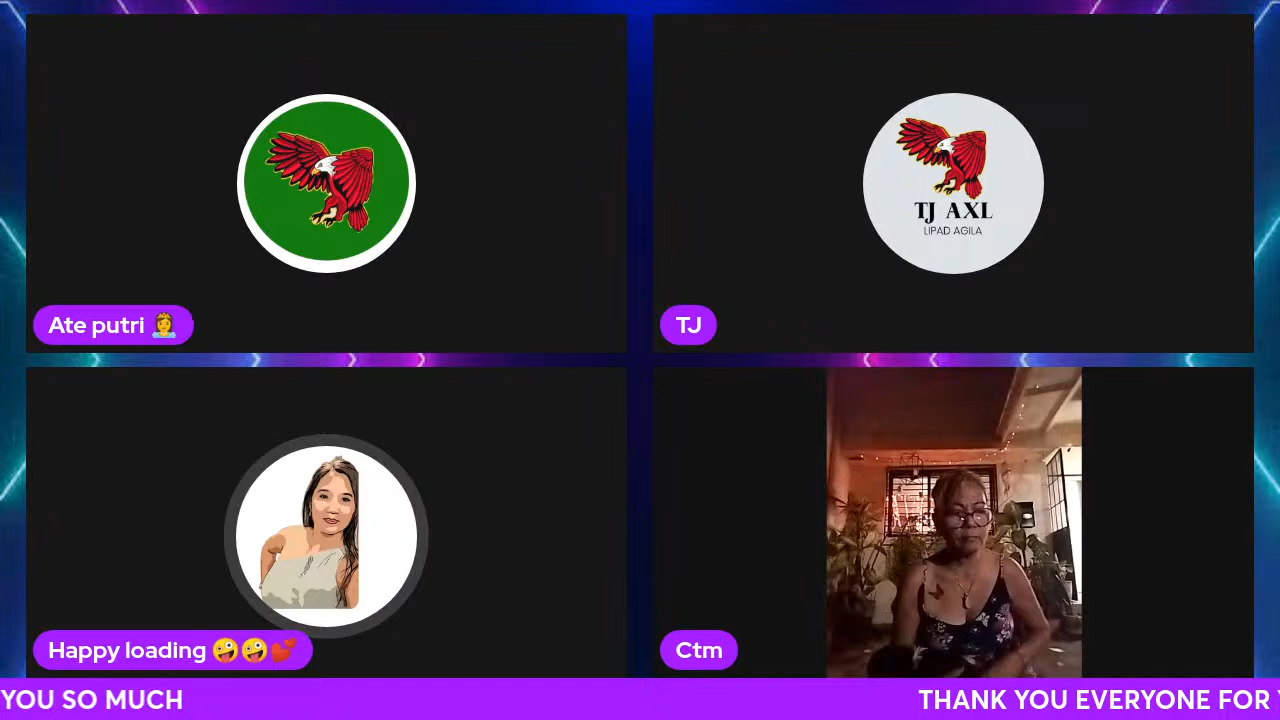 TJ AXL
LIPAD AGILA
Ate putri 👸
TJ
Happy loading 🤪🤪💕
Ctm
YOU SO MUCH
THANK YOU EVERYONE FOR